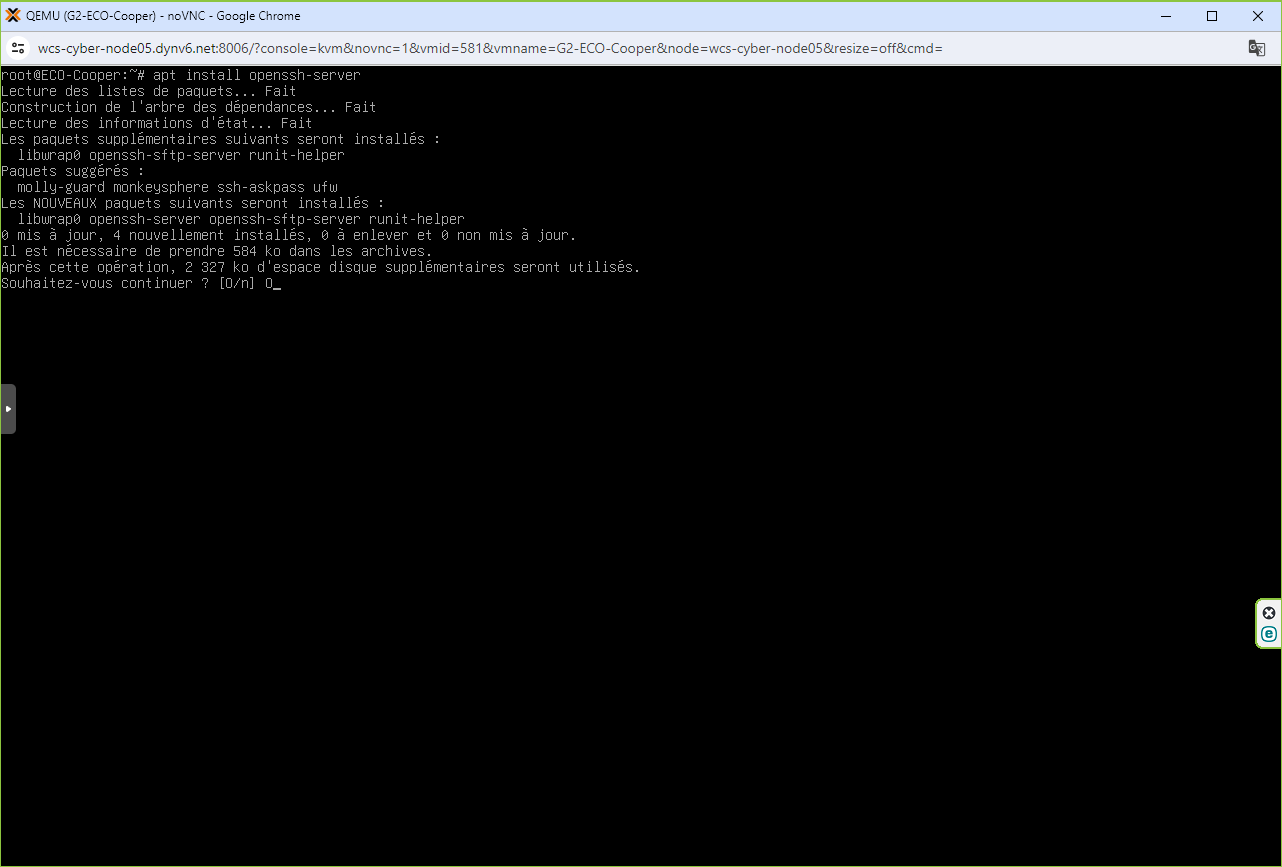 QEMU (G2-ECO-Cooper) - noVNC - Google Chrome
wcs-cyber-node05.dynv6.net:8006/?console=kvm&novnc=1&vmid=581&vmname=G2-ECO-Cooper&node=wcs-cyber-node05&resize=off&cmd=
root@ECO-Cooper:~# apt install openssh-server
Lecture des listes de paquets... Fait
Construction de l'arbre des dépendances... Fait
Lecture des informations d'état... Fait
Les paquets supplémentaires suivants seront installés :
  libwrap0 openssh-sftp-server runit-helper
Paquets suggérés :
  molly-guard monkeysphere ssh-askpass ufw
Les NOUVEAUX paquets suivants seront installés :
  libwrap0 openssh-server openssh-sftp-server runit-helper
0 mis à jour, 4 nouvellement installés, 0 à enlever et 0 non mis à jour.
Il est nécessaire de prendre 584 ko dans les archives.
Après cette opération, 2 327 ko d'espace disque supplémentaires seront utilisés.
Souhaitez-vous continuer ? [O/n] O_